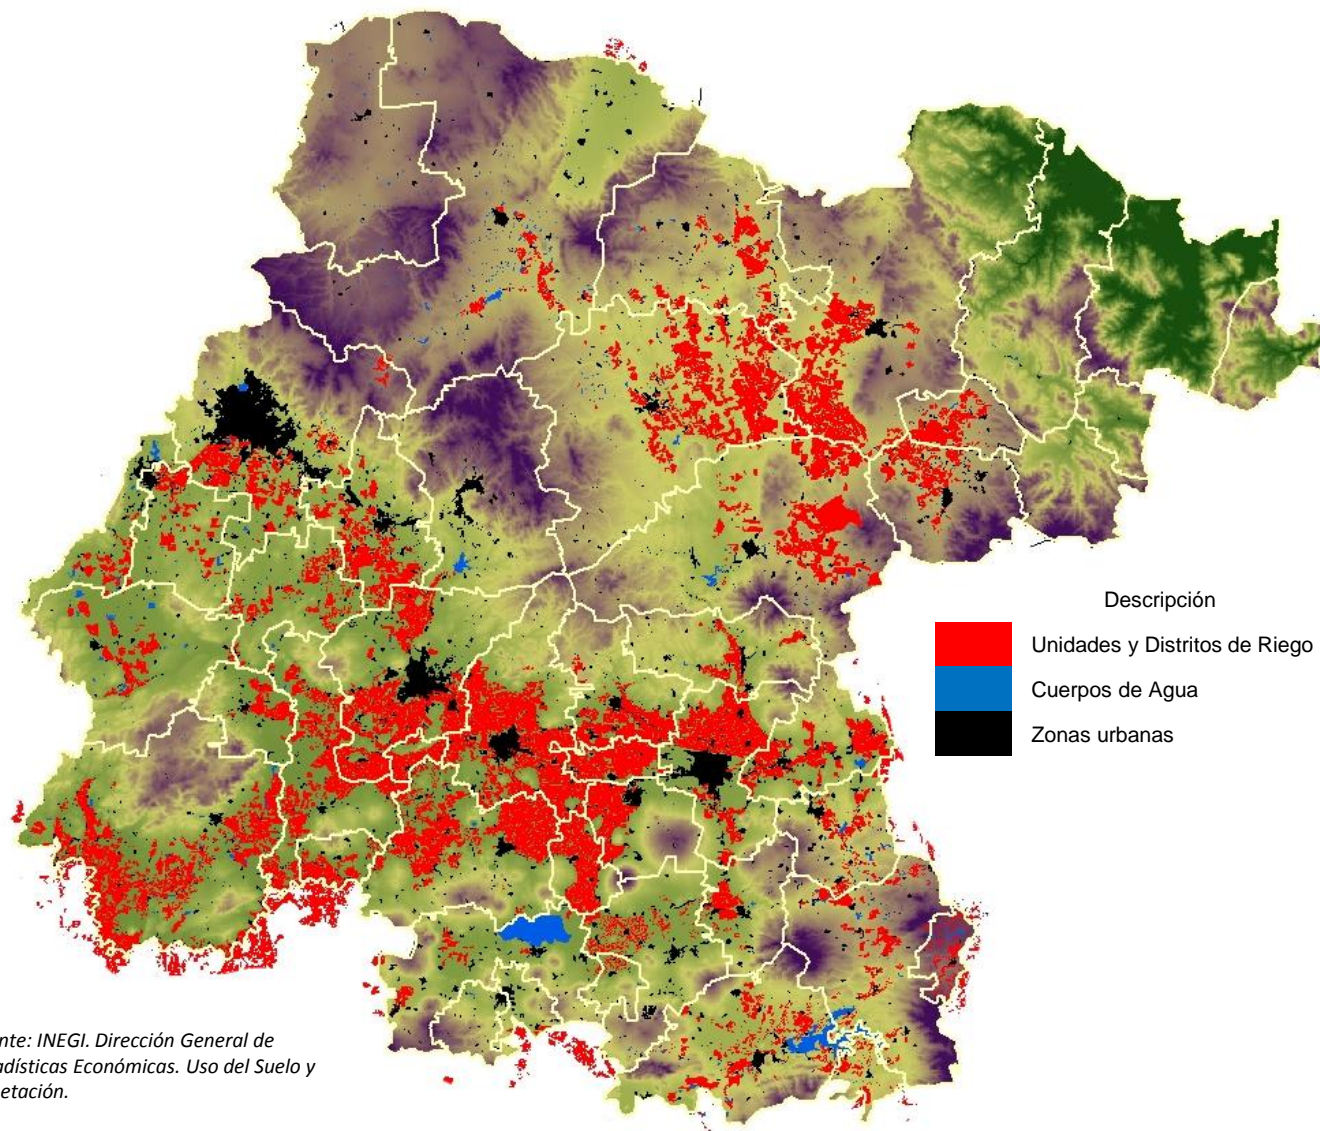 Descripción
Unidades y Distritos de Riego
Cuerpos de Agua
Zonas urbanas
nte: INEGI. Dirección General de
adísticas Económicas. Uso del Suelo y
etación.